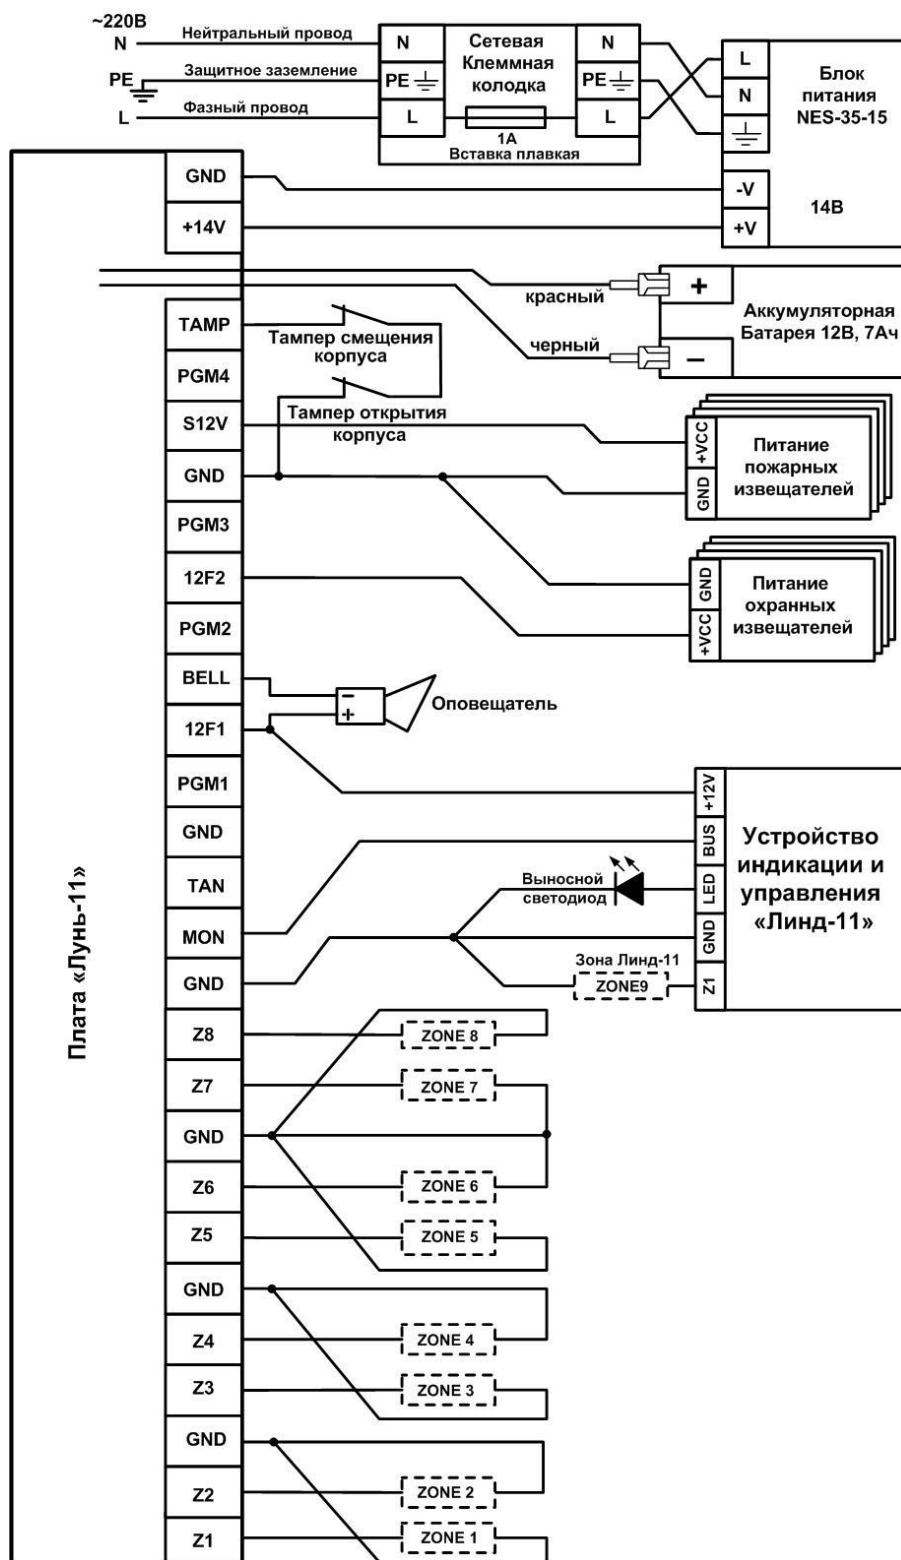 ~220В
N
Нейтральный провод
PE
Защитное заземление
L
Фазный провод
N
PE
L
Сетевая
Клеммная
колодка
1А
Вставка плавкая
N
PE
L
L
N
-V
+V
Блок
питания
NES-35-15
14В
GND
+14V
красный
черный
+
–
Аккумуляторная
Батарея 12В, 7Ач
TAMP
Тампер смещения
корпуса
PGM4
Тампер открытия
корпуса
S12V
GND
+VCC
GND
Питание
пожарных
извещателей
PGM3
12F2
GND
+VCC
Питание
охранных
извещателей
PGM2
BELL
–
+
Оповещатель
12F1
PGM1
GND
TAN
MON
GND
+12V
BUS
LED
GND
Z1
Устройство
индикации и
управления
«Линд-11»
Выносной
светодиод
Зона Линд-11
ZONE9
Плата «Лунь-11»
Z8
ZONE 8
Z7
ZONE 7
GND
Z6
ZONE 6
Z5
ZONE 5
GND
Z4
ZONE 4
Z3
ZONE 3
GND
Z2
ZONE 2
Z1
ZONE 1